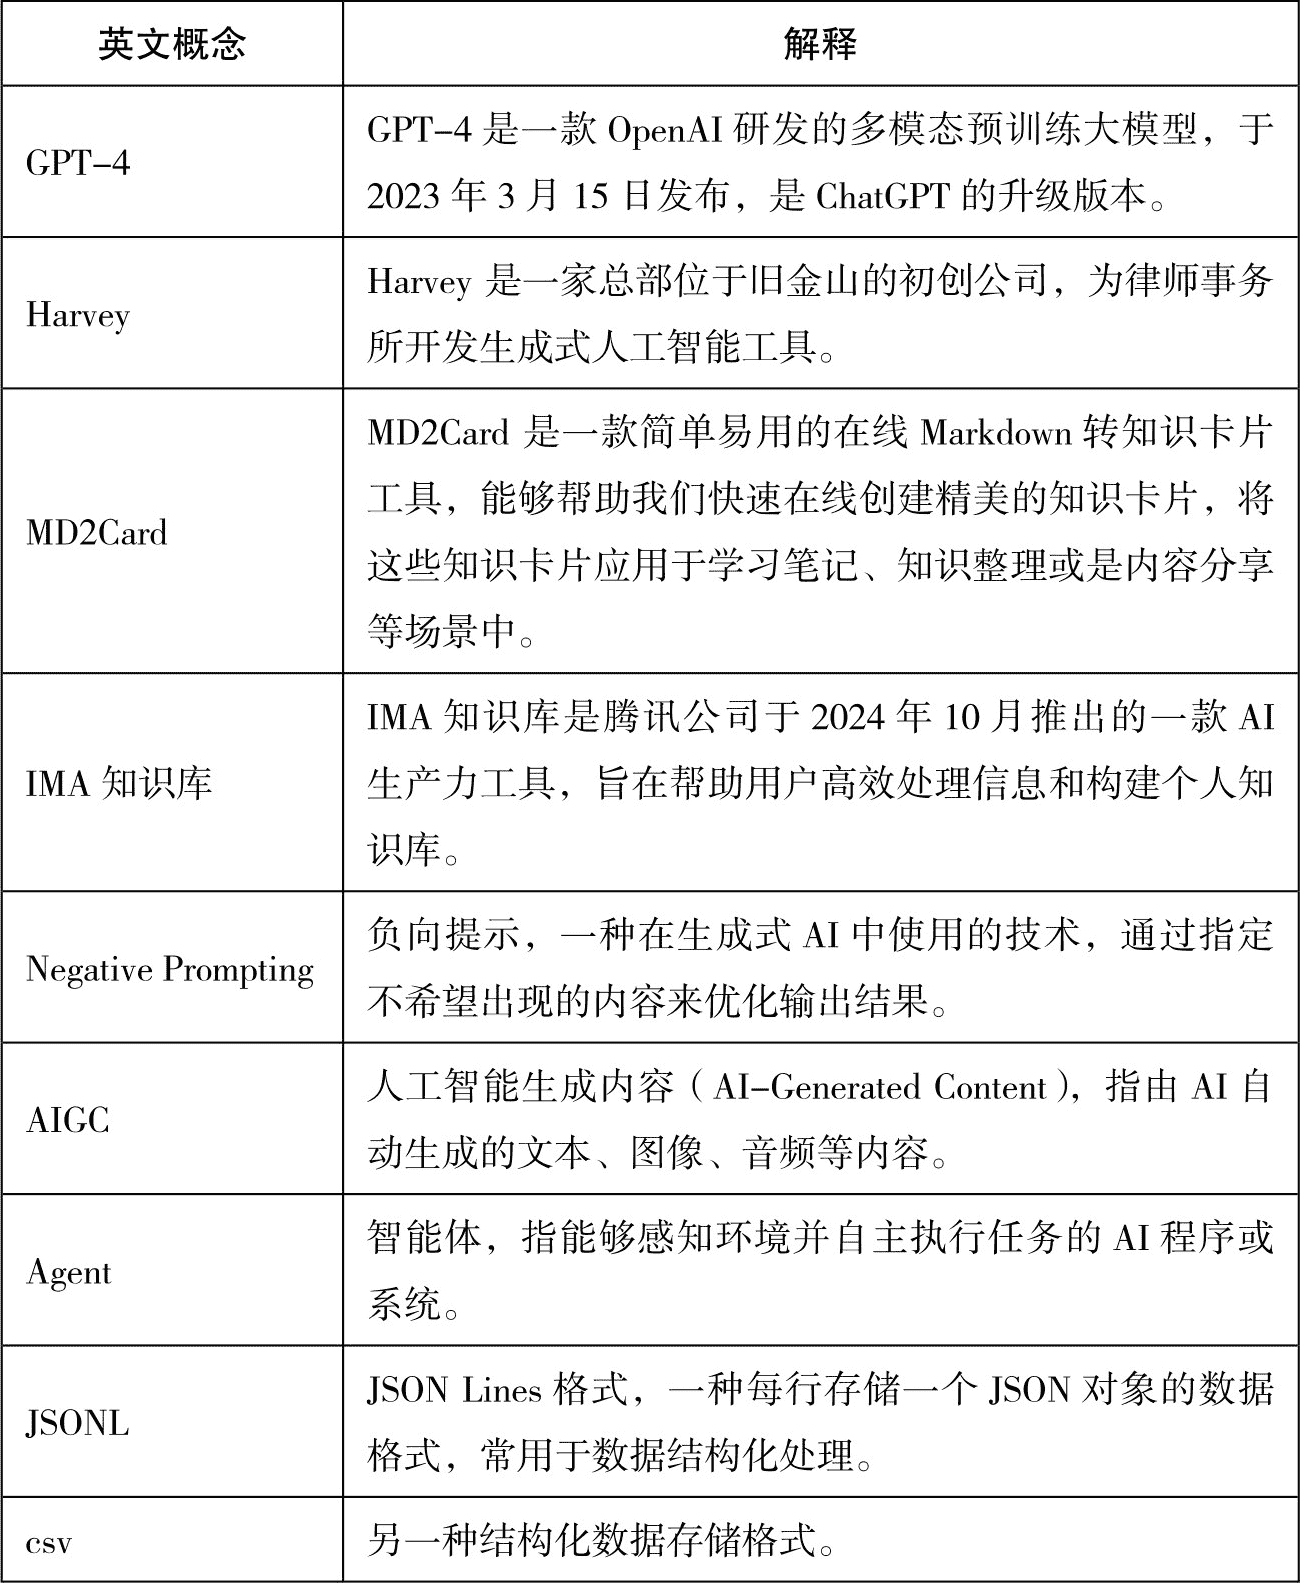 英文概念
解释
GPT-4
GPT-4 是一款 OpenAI 研发的多模态预训练大模型，于
2023 年 3 月 15 日发布，是 ChatGPT 的升级版本。
Harvey
Harvey 是一家总部位于旧金山的初创公司，为律师事务
所开发生成式人工智能工具。
MD2Card
MD2Card 是一款简单易用的在线 Markdown 转知识卡片
工具，能够帮助我们快速在线创建精美的知识卡片，将
这些知识卡片应用于学习笔记、知识整理或是内容分享
等场景中。
IMA 知识库
IMA 知识库是腾讯公司于 2024 年 10 月推出的一款 AI
生产力工具，旨在帮助用户高效处理信息和构建个人知
识库。
Negative Prompting
负向提示，一种在生成式 AI 中使用的技术，通过指定
不希望出现的内容来优化输出结果。
AIGC
人工智能生成内容（AI-Generated Content），指由 AI 自
动生成的文本、图像、音频等内容。
Agent
智能体，指能够感知环境并自主执行任务的 AI 程序或
系统。
JSONL
JSON Lines 格式，一种每行存储一个 JSON 对象的数据
格式，常用于数据结构化处理。
csv
另一种结构化数据存储格式。